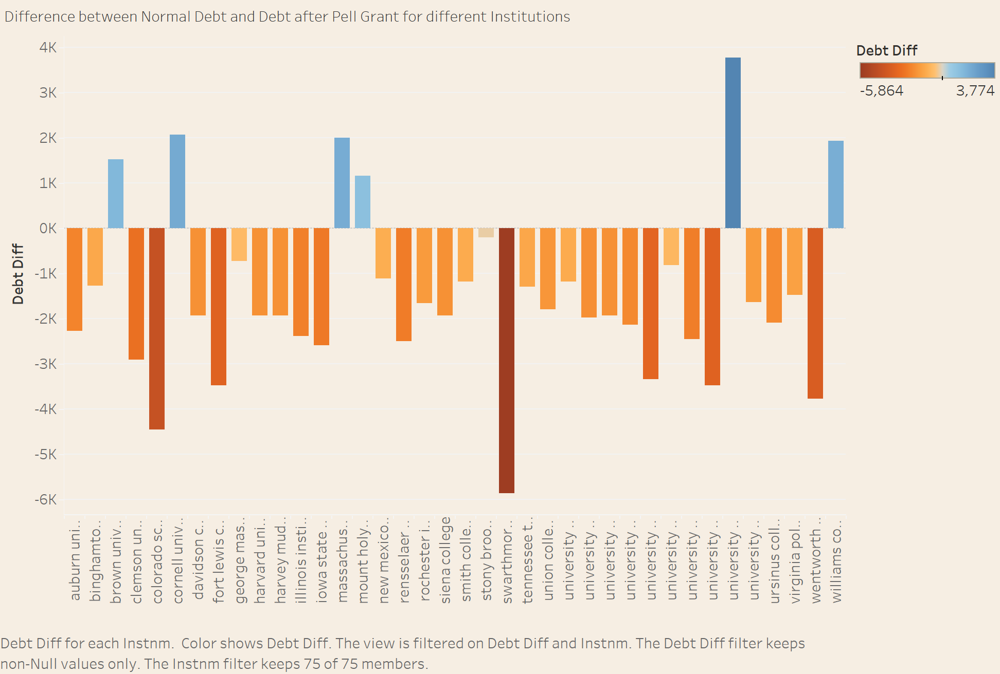 Difference between Normal Debt and Debt after Pell Grant for different Institutions
Debt Diff
-5,864 3,774
4K
3K
2K
1K
0K
-1K
-2K
-3K
-4K
-5K
-6K
Debt Diff
auburn uni..
binghamto..
brown univ..
clemson un..
colorado sc..
cornell univ..
davidson c..
fort lewis c..
george mas..
harvard uni..
harvey mud..
illinois insti..
iowa state ..
massachus..
mount holy..
new mexico..
rensselaer ..
rochester i..
siena college
smith colle..
stony broo..
swarthmor..
tennessee t..
union colle..
university ..
university ..
university ..
university ..
university ..
university ..
university ..
university ..
university ..
university ..
ursinus coll..
virginia pol..
wentworth ..
williams co..
Debt Diff for each Instnm.  Color shows Debt Diff. The view is filtered on Debt Diff and Instnm. The Debt Diff filter keeps
non-Null values only. The Instnm filter keeps 75 of 75 members.